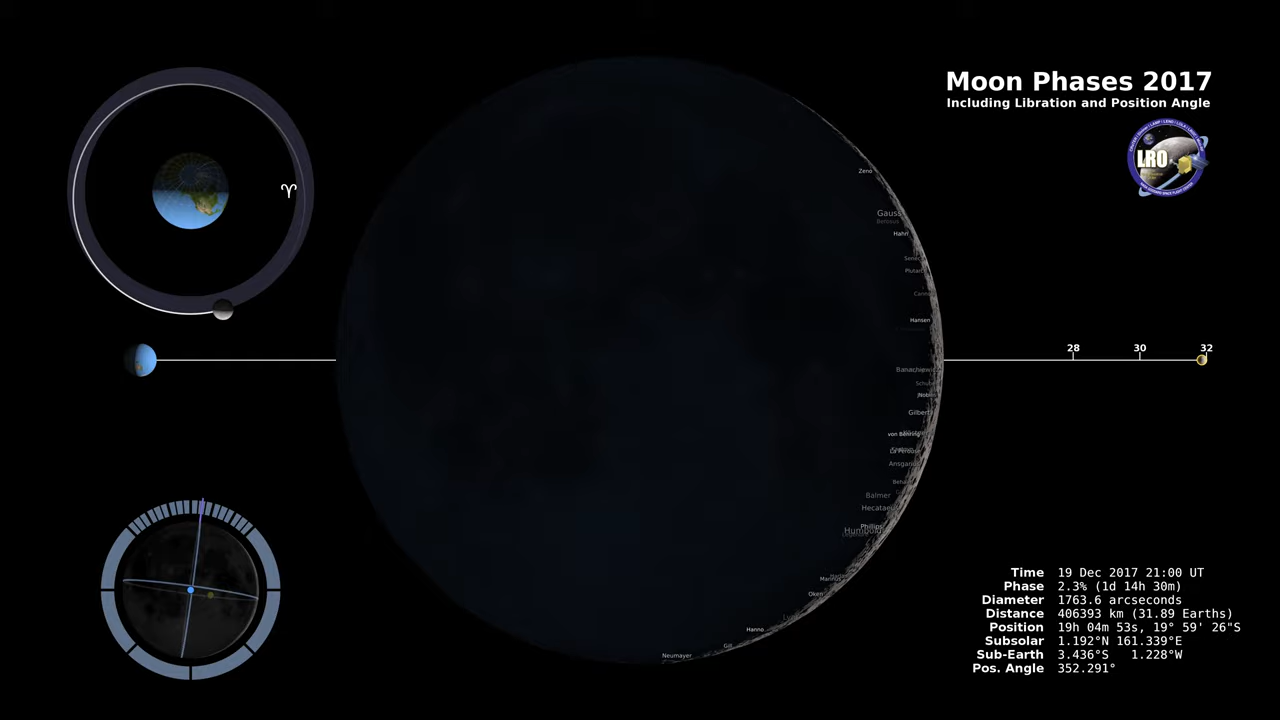 Moon Phases 2017
Including Libration and Position Angle
LRO
♈
Zeno
Gauss
Hahn
Plutarch
Hansen
28 30 32
Gilbert
von Behring
La Pérouse
Ansgarius
Balmer
Hecataeus
Phillips
Humboldt
Marinus
Oken
Hanno
Gill
Neumayer
Time 19 Dec 2017 21:00 UT
Phase 2.3% (1d 14h 30m)
Diameter 1763.6 arcseconds
Distance 406393 km (31.89 Earths)
Position 19h 04m 53s, 19° 59' 26"S
Subsolar 1.192°N 161.339°E
Sub-Earth 3.436°S 1.228°W
Pos. Angle 352.291°